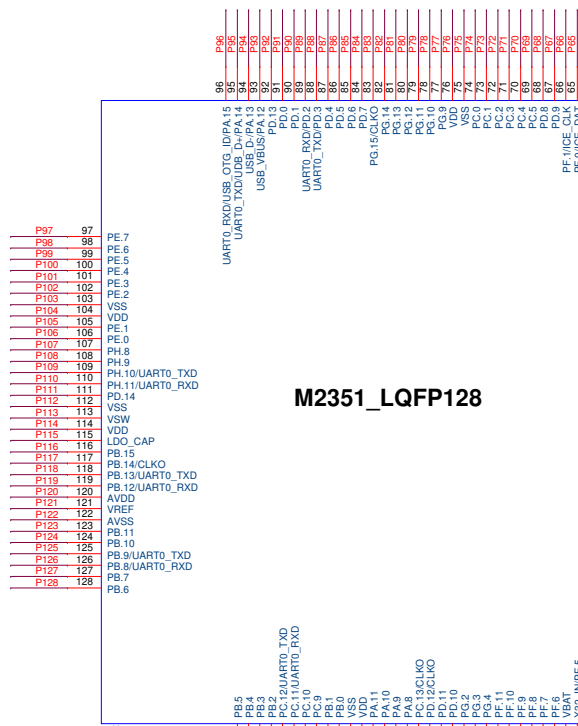 P96 96 UART0_RXD/USB_OTG_ID/PA.15
P95 95 UART0_TXD/UDB_D+/PA.14
P94 94 USB_D-/PA.13
P93 93 USB_VBUS/PA.12
P92 92 PD.13
P91 91 PD.0
P90 90 PD.1
P89 89 UART0_RXD/PD.2
P88 88 UART0_TXD/PD.3
P87 87 PD.4
P86 86 PD.5
P85 85 PD.6
P84 84 PD.7
P83 83 PG.15/CLKO
P82 82 PG.14
P81 81 PG.13
P80 80 PG.12
P79 79 PG.11
P78 78 PG.10
P77 77 PG.9
P76 76 VDD
P75 75 VSS
P74 74 PC.0
P73 73 PC.1
P72 72 PC.2
P71 71 PC.3
P70 70 PC.4
P69 69 PC.5
P68 68 PD.8
P67 67 PD.9
P66 66 PF.1/ICE_CLK
P65 65 PF.0/ICE_DAT
P97 97 PE.7
P98 98 PE.6
P99 99 PE.5
P100 100 PE.4
P101 101 PE.3
P102 102 PE.2
P103 103 VSS
P104 104 VDD
P105 105 PE.1
P106 106 PE.0
P107 107 PH.8
P108 108 PH.9
P109 109 PH.10/UART0_TXD
P110 110 PH.11/UART0_RXD
P111 111 PD.14
P112 112 VSS
P113 113 VSW
P114 114 VDD
P115 115 LDO_CAP
P116 116 PB.15
P117 117 PB.14/CLKO
P118 118 PB.13/UART0_TXD
P119 119 PB.12/UART0_RXD
P120 120 AVDD
P121 121 VREF
P122 122 AVSS
P123 123 PB.11
P124 124 PB.10
P125 125 PB.9/UART0_TXD
P126 126 PB.8/UART0_RXD
P127 127 PB.7
P128 128 PB.6
M2351_LQFP128
PB.5
PB.4
PB.3
PB.2
PC.12/UART0_TXD
PC.11/UART0_RXD
PC.10
PC.9
PB.1
PB.0
VSS
VDD
PA.11
PA.10
PA.9
PA.8
PC.13/CLKO
PD.12/CLKO
PD.11
PD.10
PG.2
PG.3
PG.4
PF.11
PF.10
PF.9
PF.8
PF.7
PF.6
VBAT